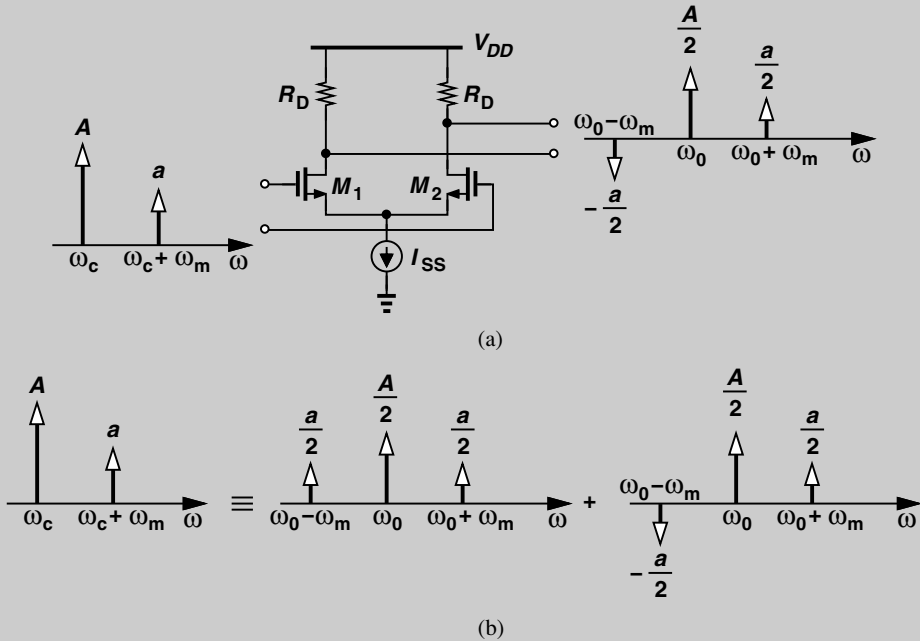 V_DD
R_D R_D
A a
ω_c ω_c + ω_m ω
M_1 M_2
I_SS
A/2 a/2
ω_0 − ω_m ω_0 ω_0 + ω_m ω
− a/2
(a)
A a
ω_c ω_c + ω_m ω
≡
a/2 A/2 a/2
ω_0 − ω_m ω_0 ω_0 + ω_m ω
+
A/2 a/2
ω_0 − ω_m ω_0 ω_0 + ω_m ω
− a/2
(b)